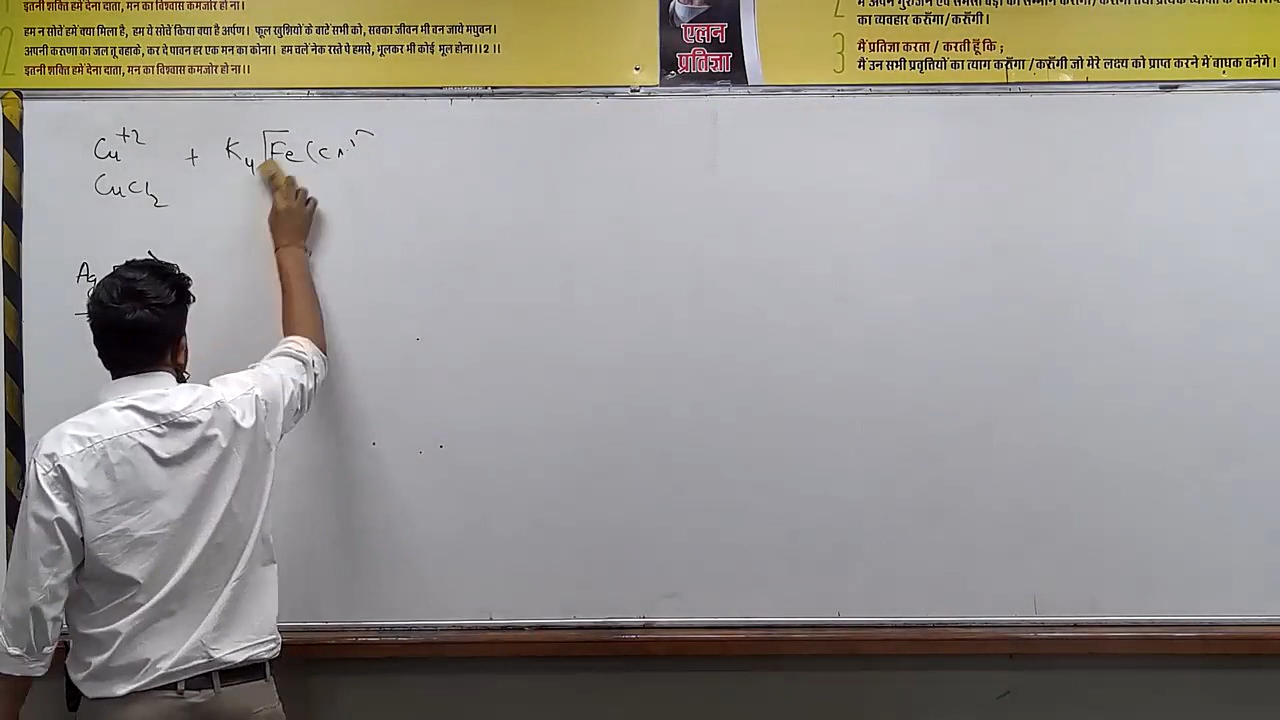 इतनी शक्ति हमें देना दाता, मन का विश्वास कमजोर हो ना।
हम न सोचें हमें क्या मिला है, हम ये सोचें किया क्या है अर्पण। फूल खुशियों के बाटें सभी को, सबका जीवन भी बन जाये मधुबन।
2 अपनी करूणा का जल तू बहाके, कर दे पावन हर एक मन का कोना। हम चलें नेक रस्ते पे हमसे, भूलकर भी कोई भूल होना।।2।।
इतनी शक्ति हमें देना दाता, मन का विश्वास कमजोर हो ना।।
एलन
प्रतिज्ञा
2
का व्यवहार करूँगा/करूँगी।
3 मैं प्रतिज्ञा करता / करती हूँ कि ;
मैं उन सभी प्रवृत्तियों का त्याग करूँगा /करूँगी जो मेरे लक्ष्य को प्राप्त करने में बाधक बनेंगे।
Cu+2 + K4[Fe(CN)
CuCl2
Ag